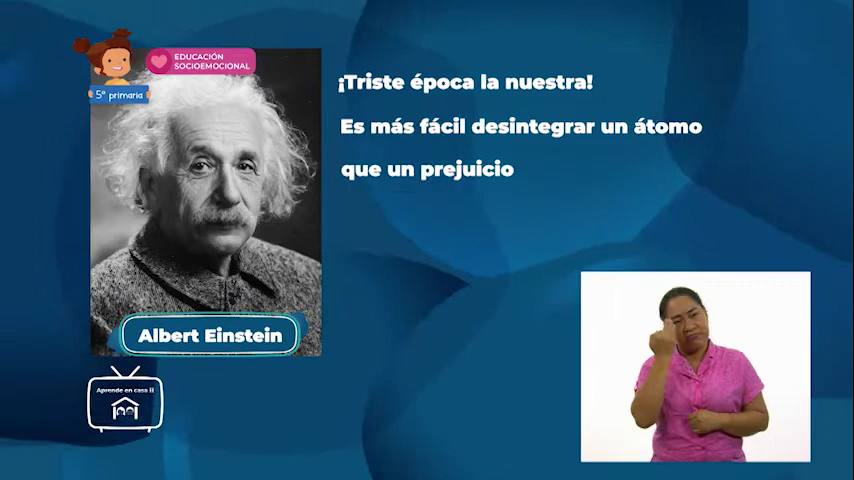 EDUCACIÓN
SOCIOEMOCIONAL
5° primaria
¡Triste época la nuestra!
Es más fácil desintegrar un átomo
que un prejuicio
Albert Einstein
Aprende en casa II